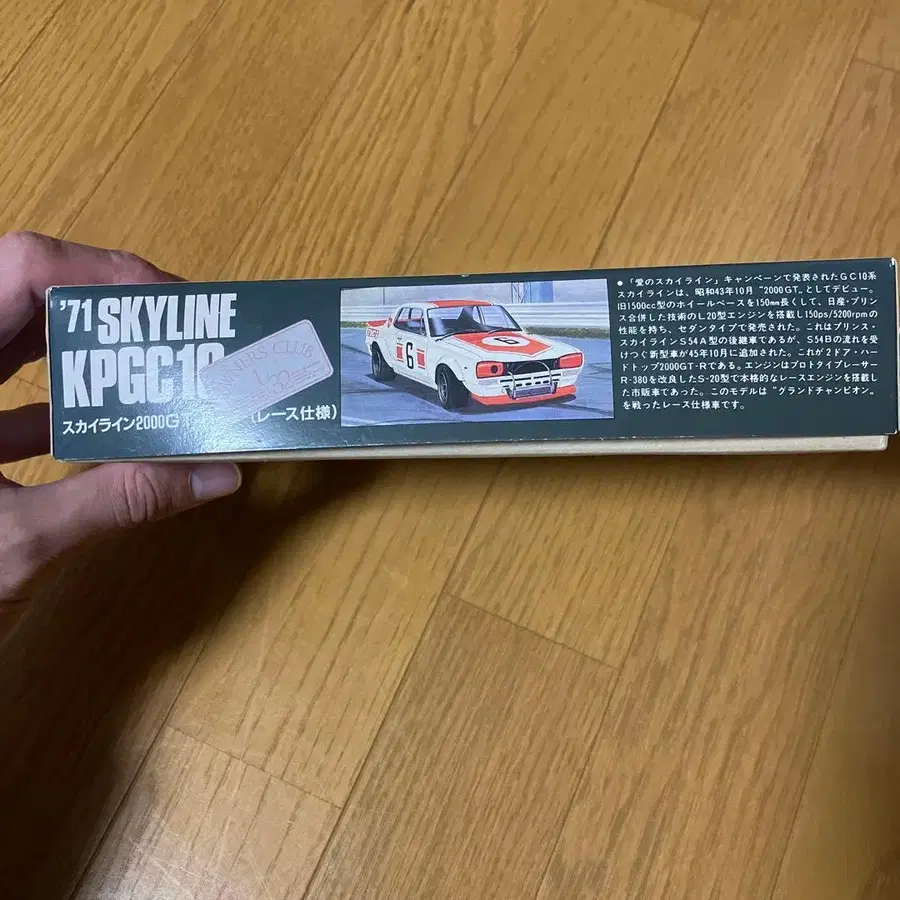 '71 SKYLINE
KPGC10
スカイライン2000G
(レース仕様)
OWNERS CLUB
1/32
6
● 「愛のスカイライン」キャンペーンで発表されたGC10系
スカイラインは、昭和43年10月 "2000GT" としてデビュー。
旧1500cc型のホイールベースを150mm長くして、日産・プリン
ス合併した技術のL20型エンジンを搭載し150ps/5200rpmの
性能を持ち、セダンタイプで発売された。これはプリンス・
スカイラインS54A型の後継車であるが、S54Bの流れを受
けつぐ新型車が45年10月に追加された。これが2ドア・ハー
ドトップ2000GT-Rである。エンジンはプロトタイプレーサー
R-380を改良したS-20型で本格的なレースエンジンを搭載し
た市販車であった。このモデルは "グランドチャンピオン"
を戦ったレース仕様車です。